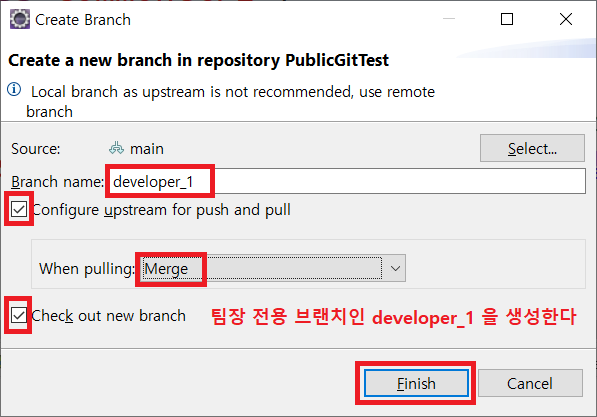 Create Branch
Create a new branch in repository PublicGitTest
Local branch as upstream is not recommended, use remote
branch
Source: main Select...
Branch name: developer_1
Configure upstream for push and pull
When pulling: Merge
Check out new branch 팀장 전용 브랜치인 developer_1 을 생성한다
Finish Cancel